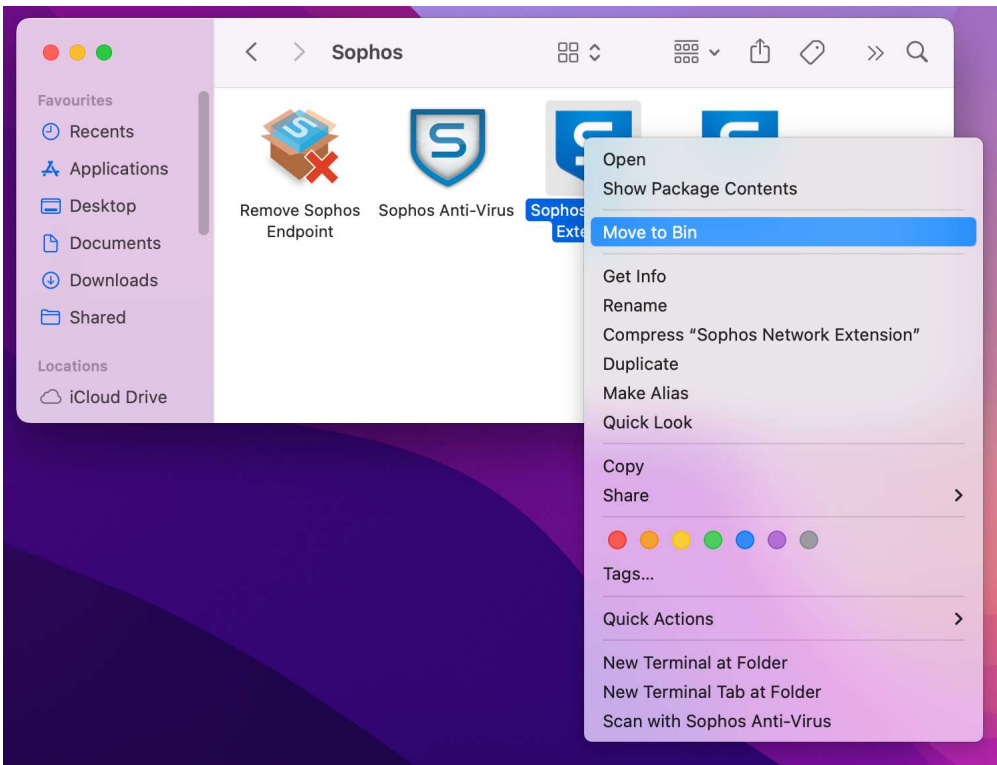 Sophos
Favourites
Recents
Applications
Desktop
Documents
Downloads
Shared
Locations
iCloud Drive
Remove Sophos
Endpoint
Sophos Anti-Virus
Sophos
Exte
Open
Show Package Contents
Move to Bin
Get Info
Rename
Compress “Sophos Network Extension”
Duplicate
Make Alias
Quick Look
Copy
Share
Tags...
Quick Actions
New Terminal at Folder
New Terminal Tab at Folder
Scan with Sophos Anti-Virus